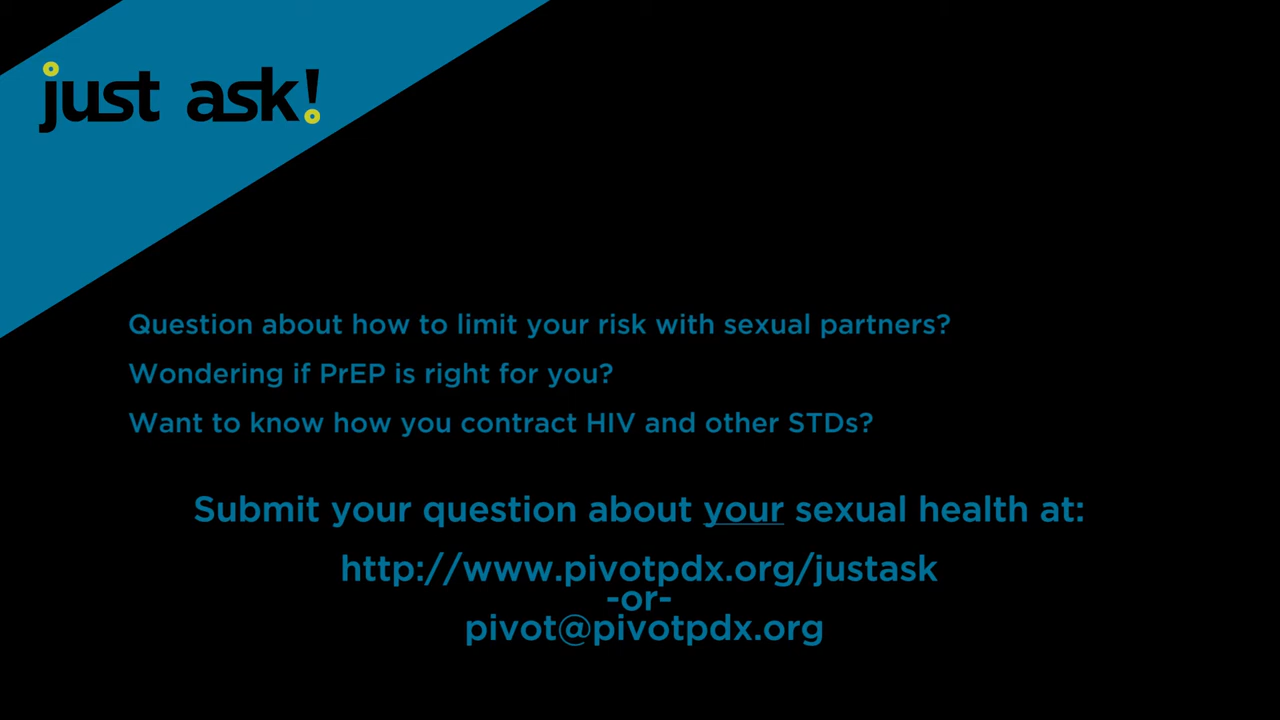 just ask!
Question about how to limit your risk with sexual partners?
Wondering if PrEP is right for you?
Want to know how you contract HIV and other STDs?
Submit your question about your sexual health at:
http://www.pivotpdx.org/justask
-or-
pivot@pivotpdx.org